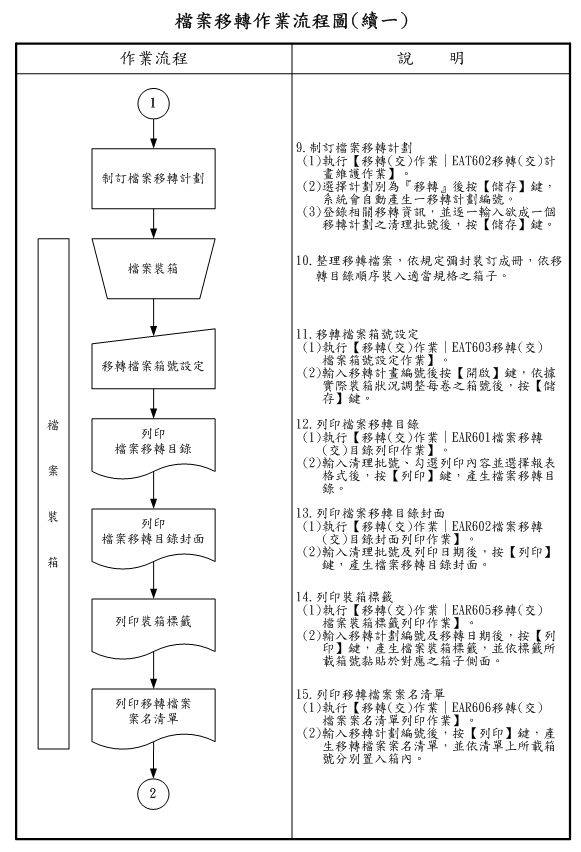 檔案移轉作業流程圖(續一)
作業流程
說 明
1
制訂檔案移轉計劃
檔案裝箱
移轉檔案箱號設定
列印
檔案移轉目錄
列印
檔案移轉目錄封面
列印裝箱標籤
列印移轉檔案
案名清單
2
檔
案
裝
箱
9.制訂檔案移轉計劃
(1)執行【移轉(交)作業│EAT602移轉(交)計
畫維護作業】。
(2)選擇計劃別為『移轉』後按【儲存】鍵，
系統會自動產生一移轉計劃編號。
(3)登錄相關移轉資訊，並逐一輸入欲成一個
移轉計劃之清理批號後，按【儲存】鍵。
10.整理移轉檔案，依規定彌封裝訂成冊，依移
轉目錄順序裝入適當規格之箱子。
11.移轉檔案箱號設定
(1)執行【移轉(交)作業│EAT603移轉(交)
檔案箱號設定作業】。
(2)輸入移轉計畫編號後按【開啟】鍵，依據
實際裝箱狀況調整每卷之箱號後，按【儲
存】鍵。
12.列印檔案移轉目錄
(1)執行【移轉(交)作業│EAR601檔案移轉
(交)目錄列印作業】。
(2)輸入清理批號、勾選列印內容並選擇報表
格式後，按【列印】鍵，產生檔案移轉目
錄。
13.列印檔案移轉目錄封面
(1)執行【移轉(交)作業│EAR602檔案移轉
(交)目錄封面列印作業】。
(2)輸入清理批號及列印日期後，按【列印】
鍵，產生檔案移轉目錄封面。
14.列印裝箱標籤
(1)執行【移轉(交)作業│EAR605移轉(交)
檔案裝箱標籤列印作業】。
(2)輸入移轉計劃編號及移轉日期後，按【列
印】鍵，產生檔案裝箱標籤，並依標籤所
載箱號黏貼於對應之箱子側面。
15.列印移轉檔案案名清單
(1)執行【移轉(交)作業│EAR606移轉(交)
檔案案名清單列印作業】。
(2)輸入移轉計劃編號後，按【列印】鍵，產
生移轉檔案案名清單，並依清單上所載箱
號分別置入箱內。